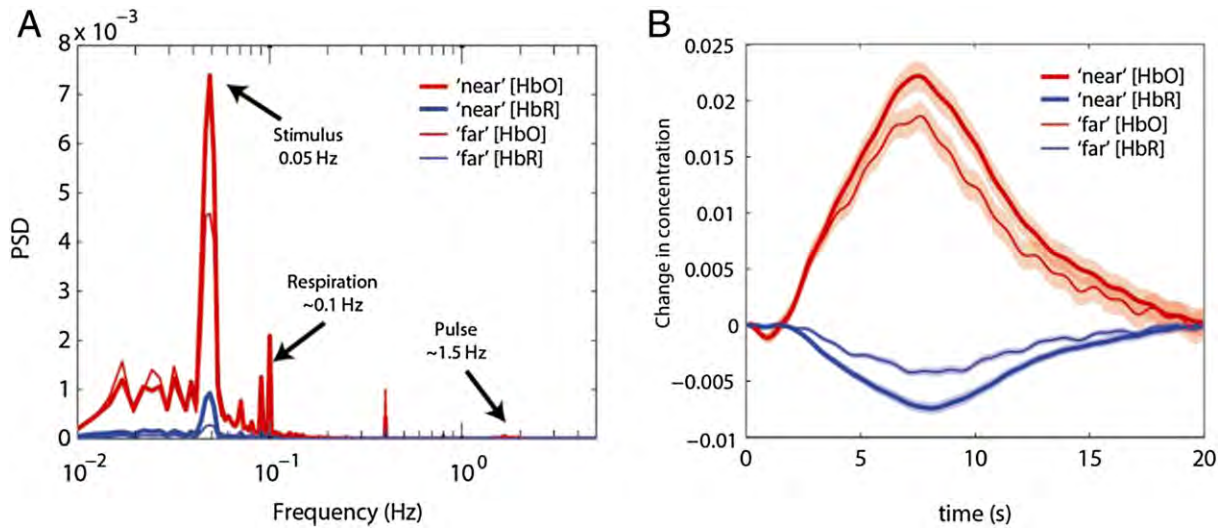 A
8 × 10⁻³
7
6
5
4
3
2
1
0
PSD
10⁻²
10⁻¹
10⁰
Frequency (Hz)
'near' [HbO]
'near' [HbR]
'far' [HbO]
'far' [HbR]
Stimulus
0.05 Hz
Respiration
~0.1 Hz
Pulse
~1.5 Hz
B
0.025
0.02
0.015
0.01
0.005
0
−0.005
−0.01
Change in concentration
0
5
10
15
20
time (s)
'near' [HbO]
'near' [HbR]
'far' [HbO]
'far' [HbR]